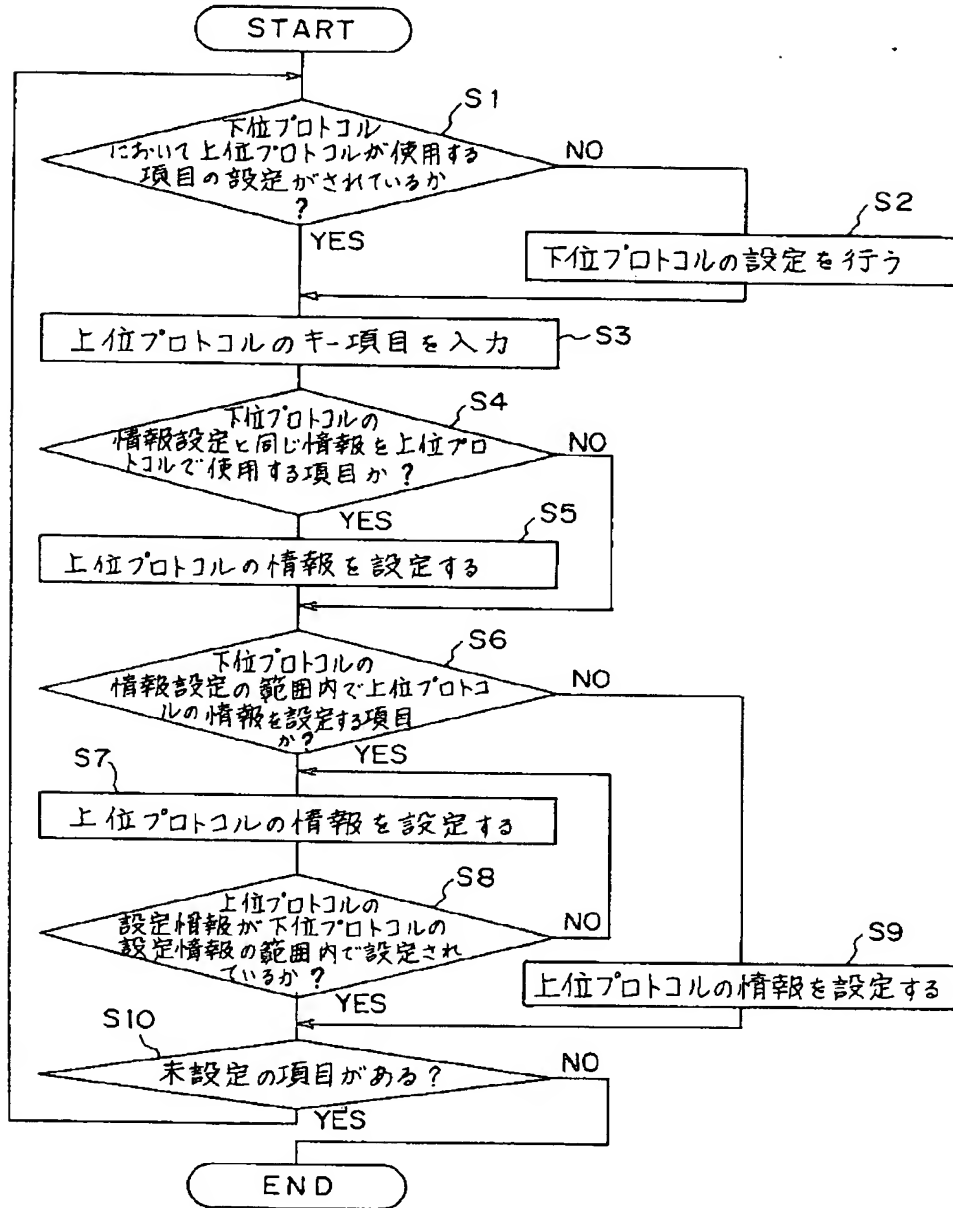 START
S1
下位プロトコル
において上位プロトコルが使用する
項目の設定がされているか
?
NO
YES
S2
下位プロトコルの設定を行う
上位プロトコルのキー項目を入力
S3
S4
下位プロトコルの
情報設定と同じ情報を上位プロ
トコルで使用する項目か?
NO
YES
S5
上位プロトコルの情報を設定する
S6
下位プロトコルの
情報設定の範囲内で上位プロトコ
ルの情報を設定する項目
か?
NO
YES
S7
上位プロトコルの情報を設定する
S8
上位プロトコルの
設定情報が下位プロトコルの
設定情報の範囲内で設定され
ているか?
NO
YES
S9
上位プロトコルの情報を設定する
S10
未設定の項目がある?
NO
YES
END